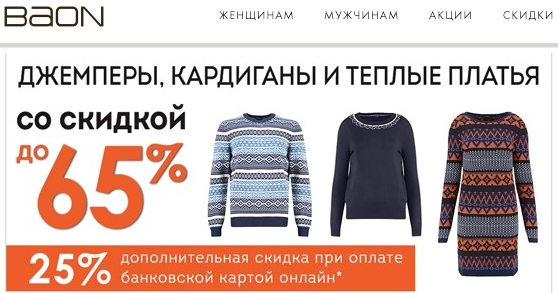 BAON
ЖЕНЩИНАМ МУЖЧИНАМ АКЦИИ СКИДКИ
ДЖЕМПЕРЫ, КАРДИГАНЫ И ТЕПЛЫЕ ПЛАТЬЯ
СО СКИДКОЙ
ДО 65%
25% дополнительная скидка при оплате
банковской картой онлайн*